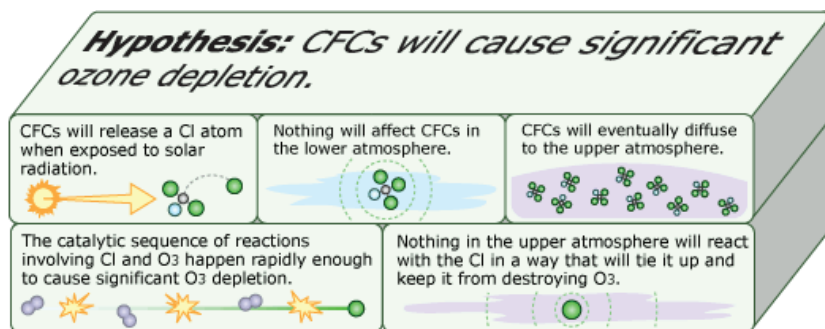 Hypothesis: CFCs will cause significant
ozone depletion.
CFCs will release a Cl atom
when exposed to solar
radiation.
Nothing will affect CFCs in
the lower atmosphere.
CFCs will eventually diffuse
to the upper atmosphere.
The catalytic sequence of reactions
involving Cl and O3 happen rapidly enough
to cause significant O3 depletion.
Nothing in the upper atmosphere will react
with the Cl in a way that will tie it up and
keep it from destroying O3.